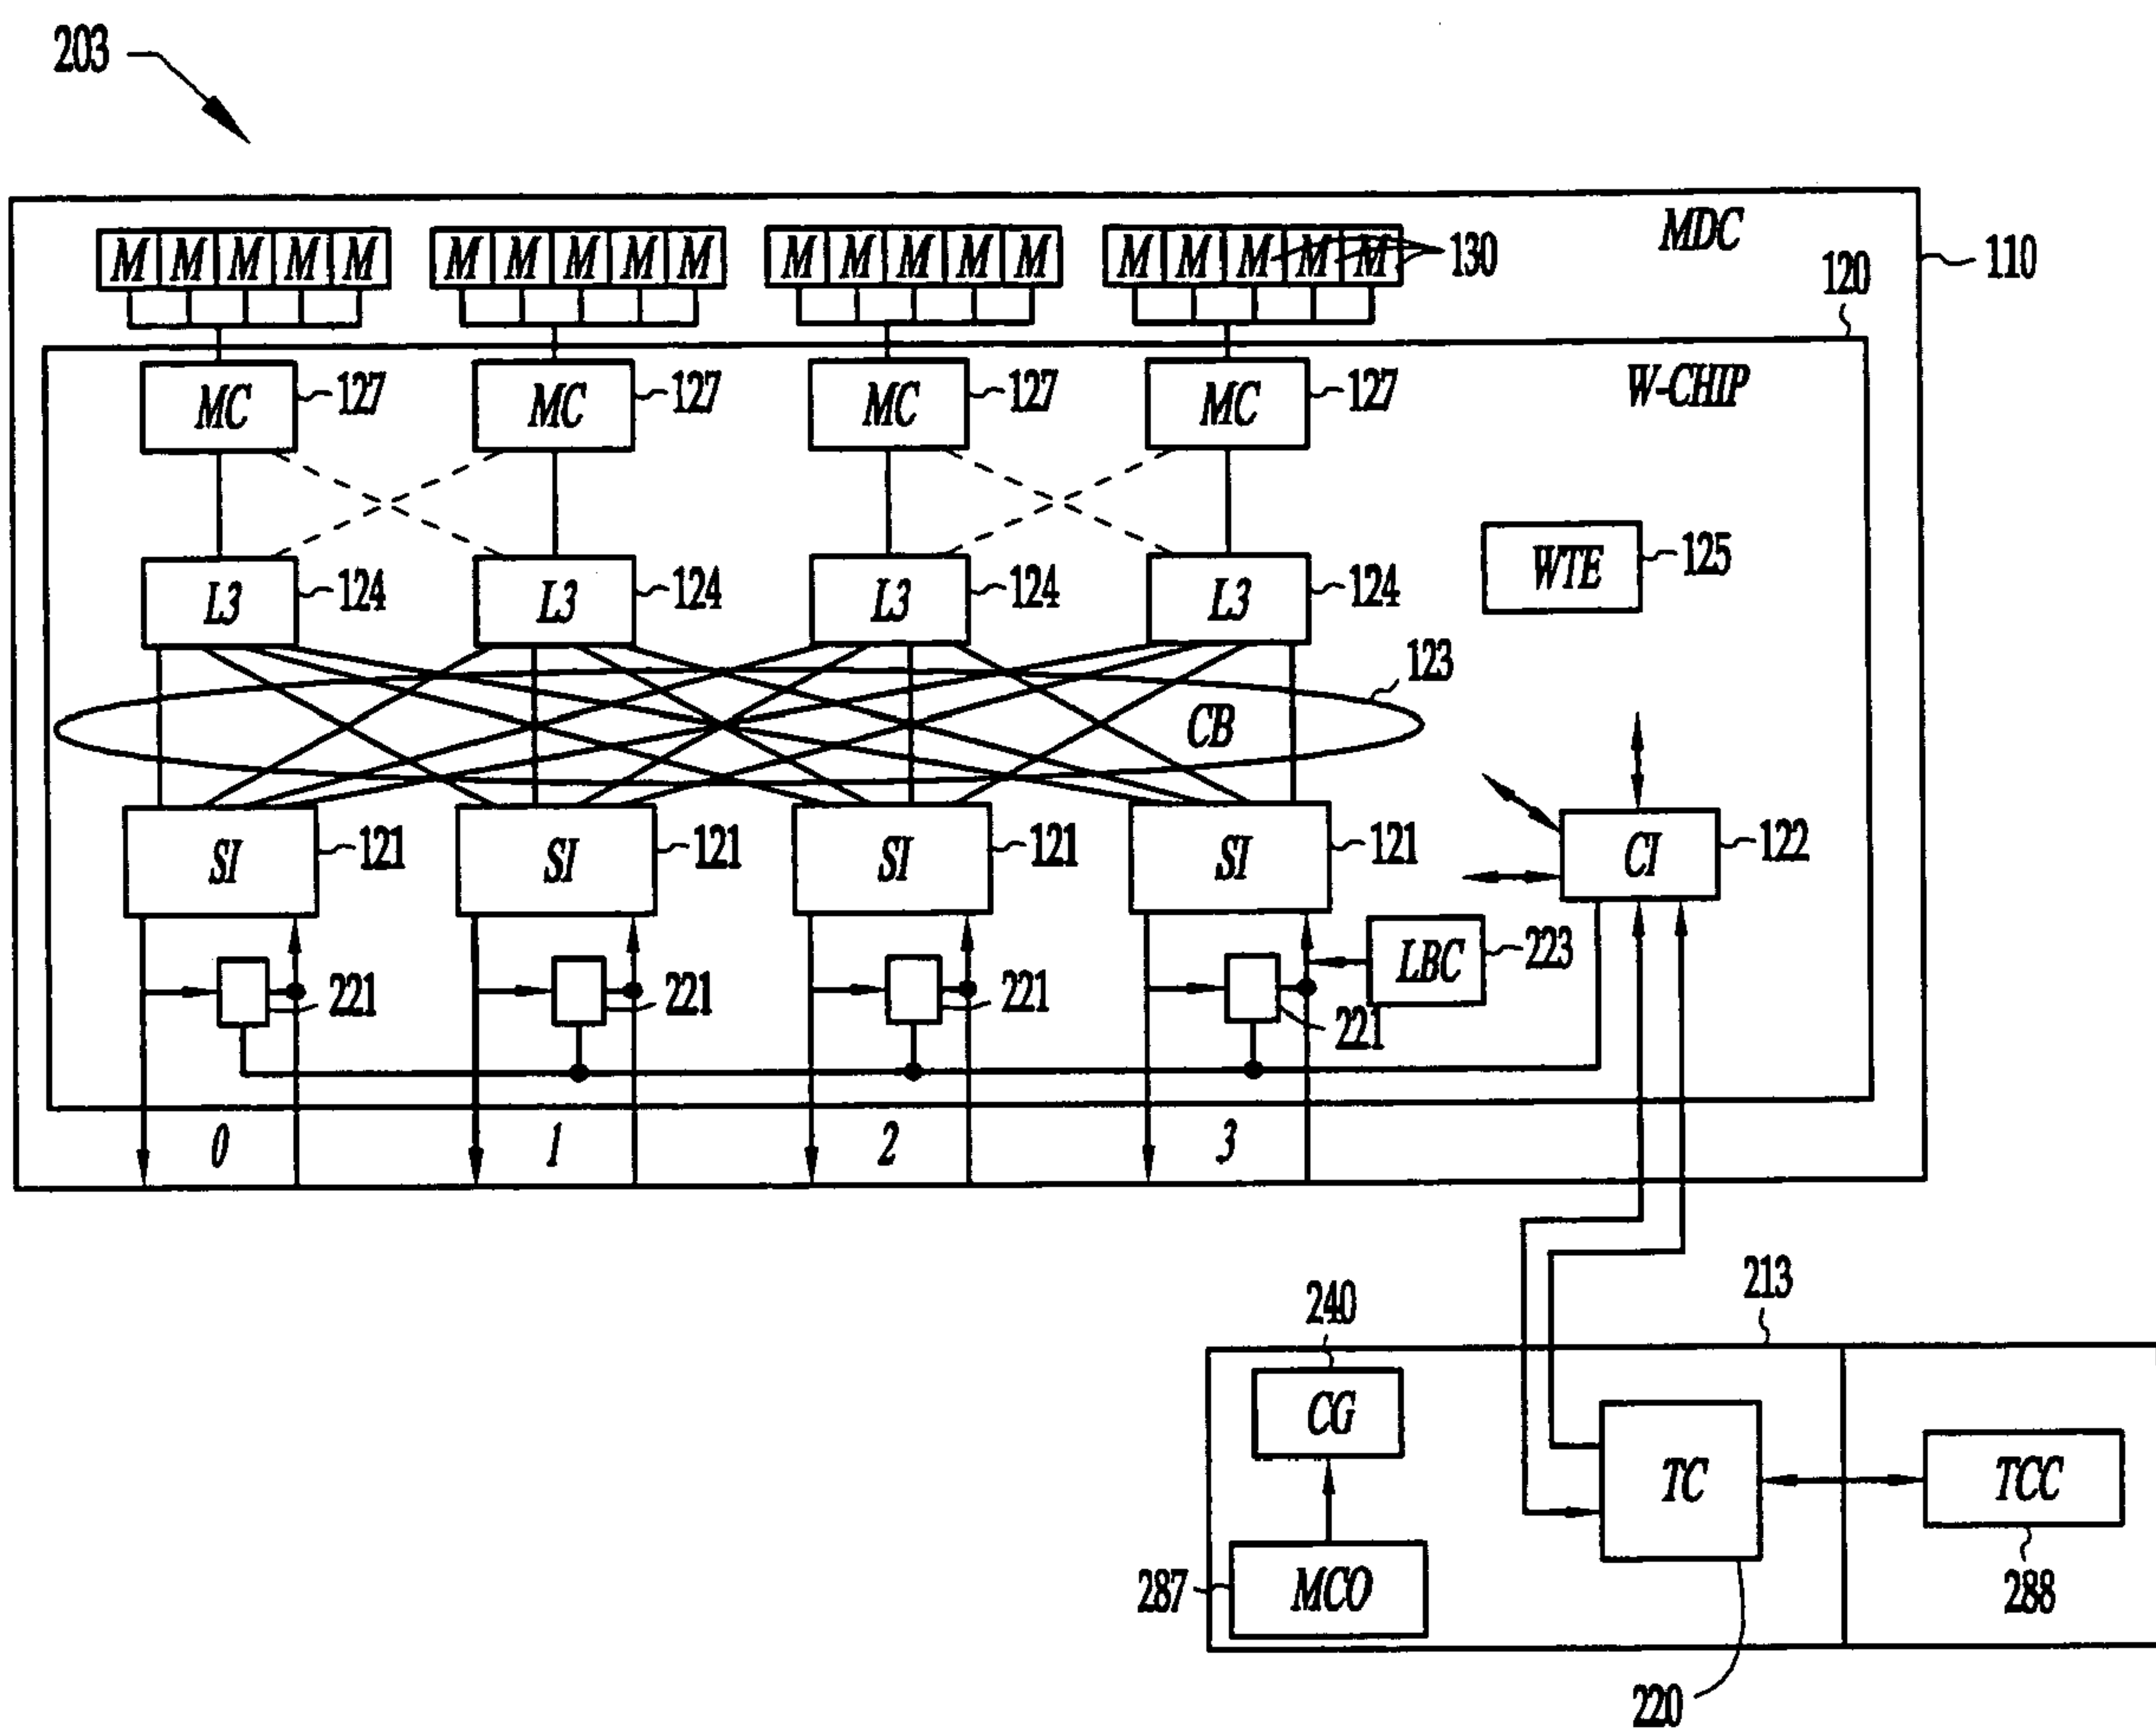 203
MDC
M M M M M M M M M M M M M M M M M M M M 130
110
120
W-CHIP
MC 127 MC 127 MC 127 MC 127
WTE 125
L3 124 L3 124 L3 124 L3 124
123
CB
SI 121 SI 121 SI 121 SI 121 CI 122
LBC 223
221 221 221 221
0 1 2 3
213
240
CG
TC TCC
287 MCO 288
220